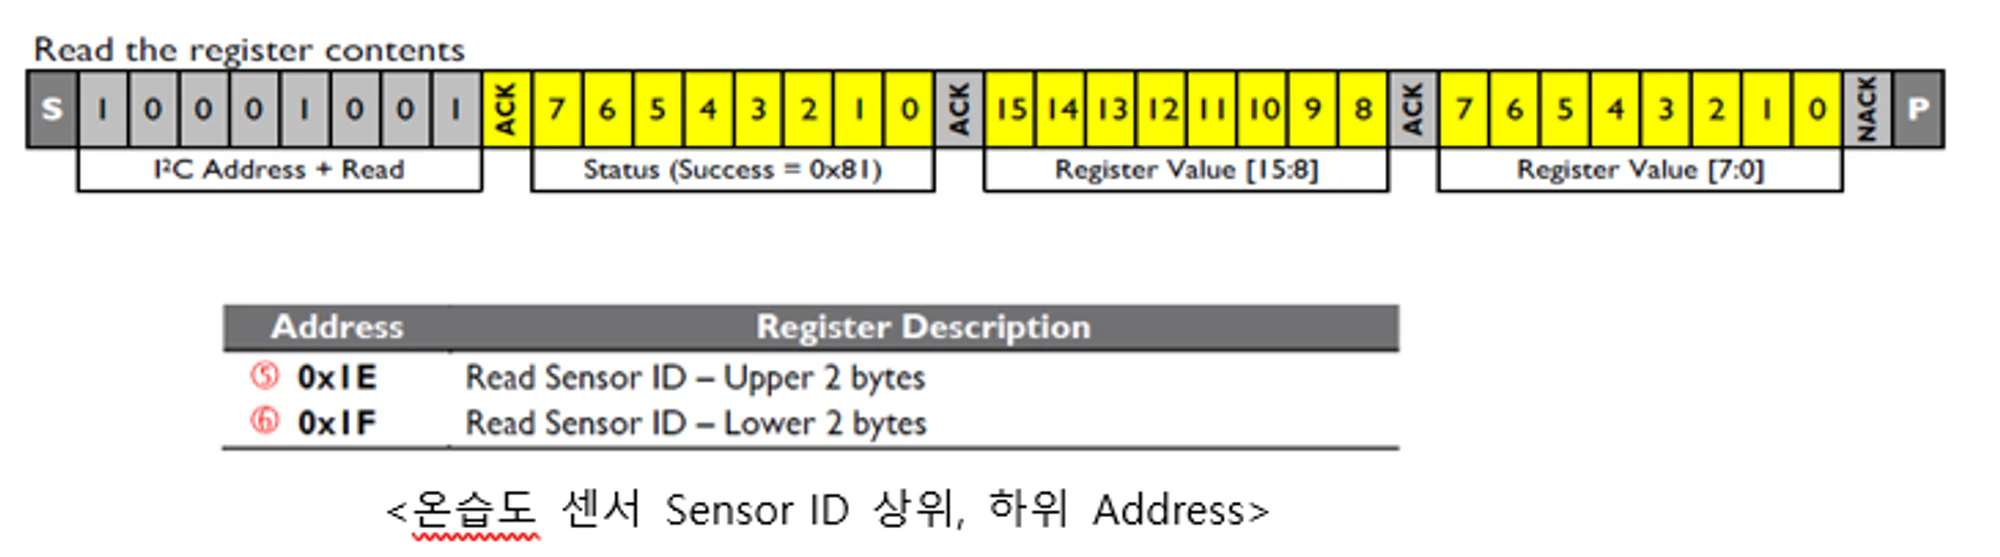 Read the register contents
S 1 0 0 0 1 0 0 1 ACK 7 6 5 4 3 2 1 0 ACK 15 14 13 12 11 10 9 8 ACK 7 6 5 4 3 2 1 0 NACK P
I²C Address + Read Status (Success = 0x81) Register Value [15:8] Register Value [7:0]
Address Register Description
⑤ 0x1E Read Sensor ID – Upper 2 bytes
⑥ 0x1F Read Sensor ID – Lower 2 bytes
<온습도 센서 Sensor ID 상위, 하위 Address>